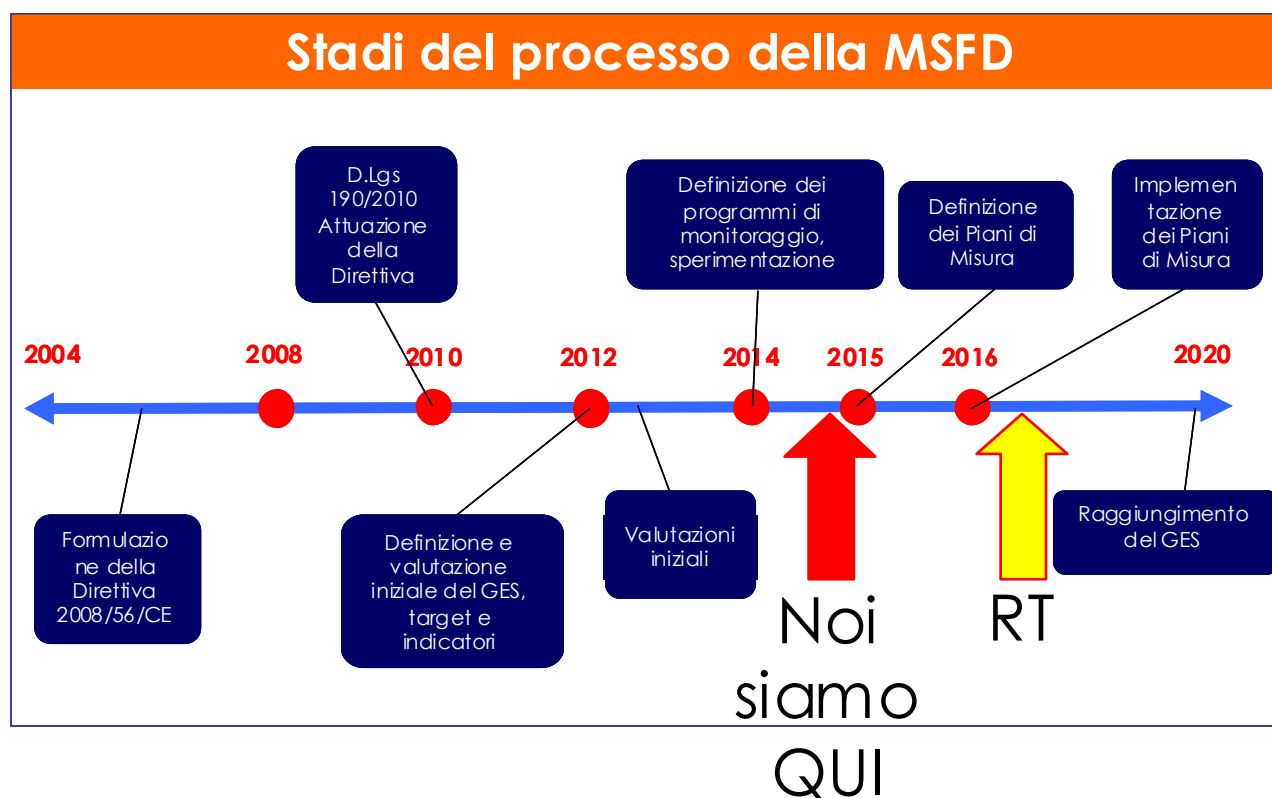 Stadi del processo della MSFD
D.Lgs
190/2010
Attuazione
della
Direttiva
Definizione dei
programmi di
monitoraggio,
sperimentazione
Definizione
dei Piani di
Misura
Implemen
tazione
dei Piani
di Misura
2004
2008
2010
2012
2014
2015
2016
2020
Formulazio
ne della
Direttiva
2008/56/CE
Definizione e
valutazione
iniziale del GES,
target e
indicatori
Valutazioni
iniziali
Noi
siamo
QUI
RT
Raggiungimento
del GES